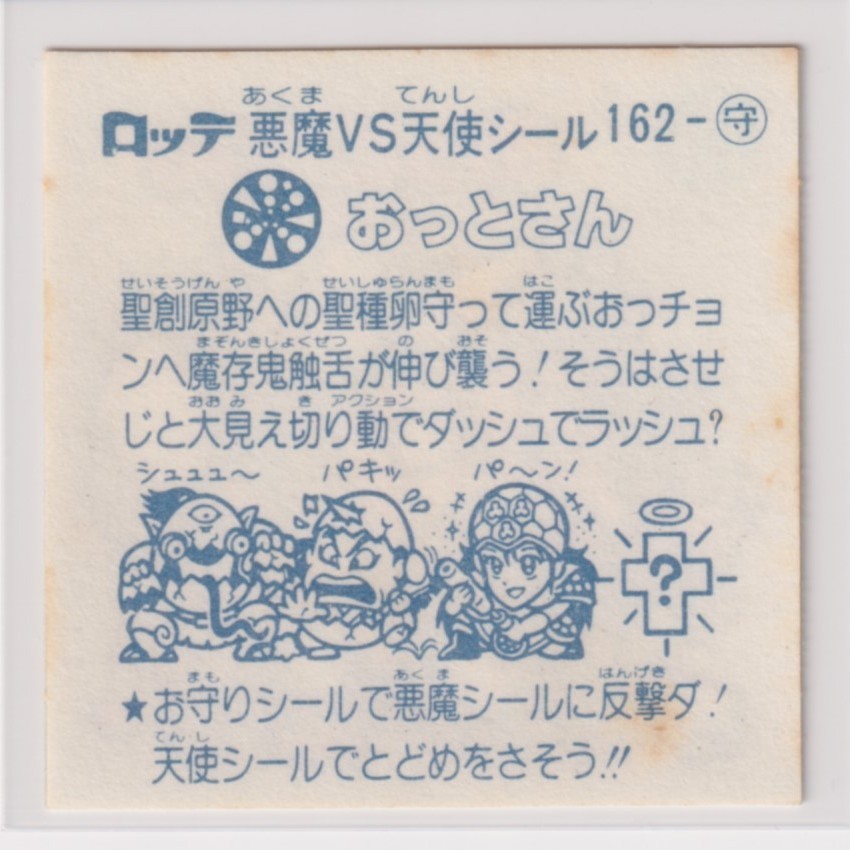 あくま てんし
ロッテ 悪魔VS天使シール162-守
おっとさん
せいそうげんや せいしゅらんまも はこ
聖創原野への聖種卵守って運ぶおっチョ
まぞんきしょくぜつ の おそ
ンへ魔存鬼触舌が伸び襲う!そうはさせ
おおみ き アクション
じと大見え切り動でダッシュでラッシュ?
シュュュ〜 パキッ パ〜ン!
?
まも あくま はんげき
★お守りシールで悪魔シールに反撃ダ!
てんし
天使シールでとどめをさそう!!